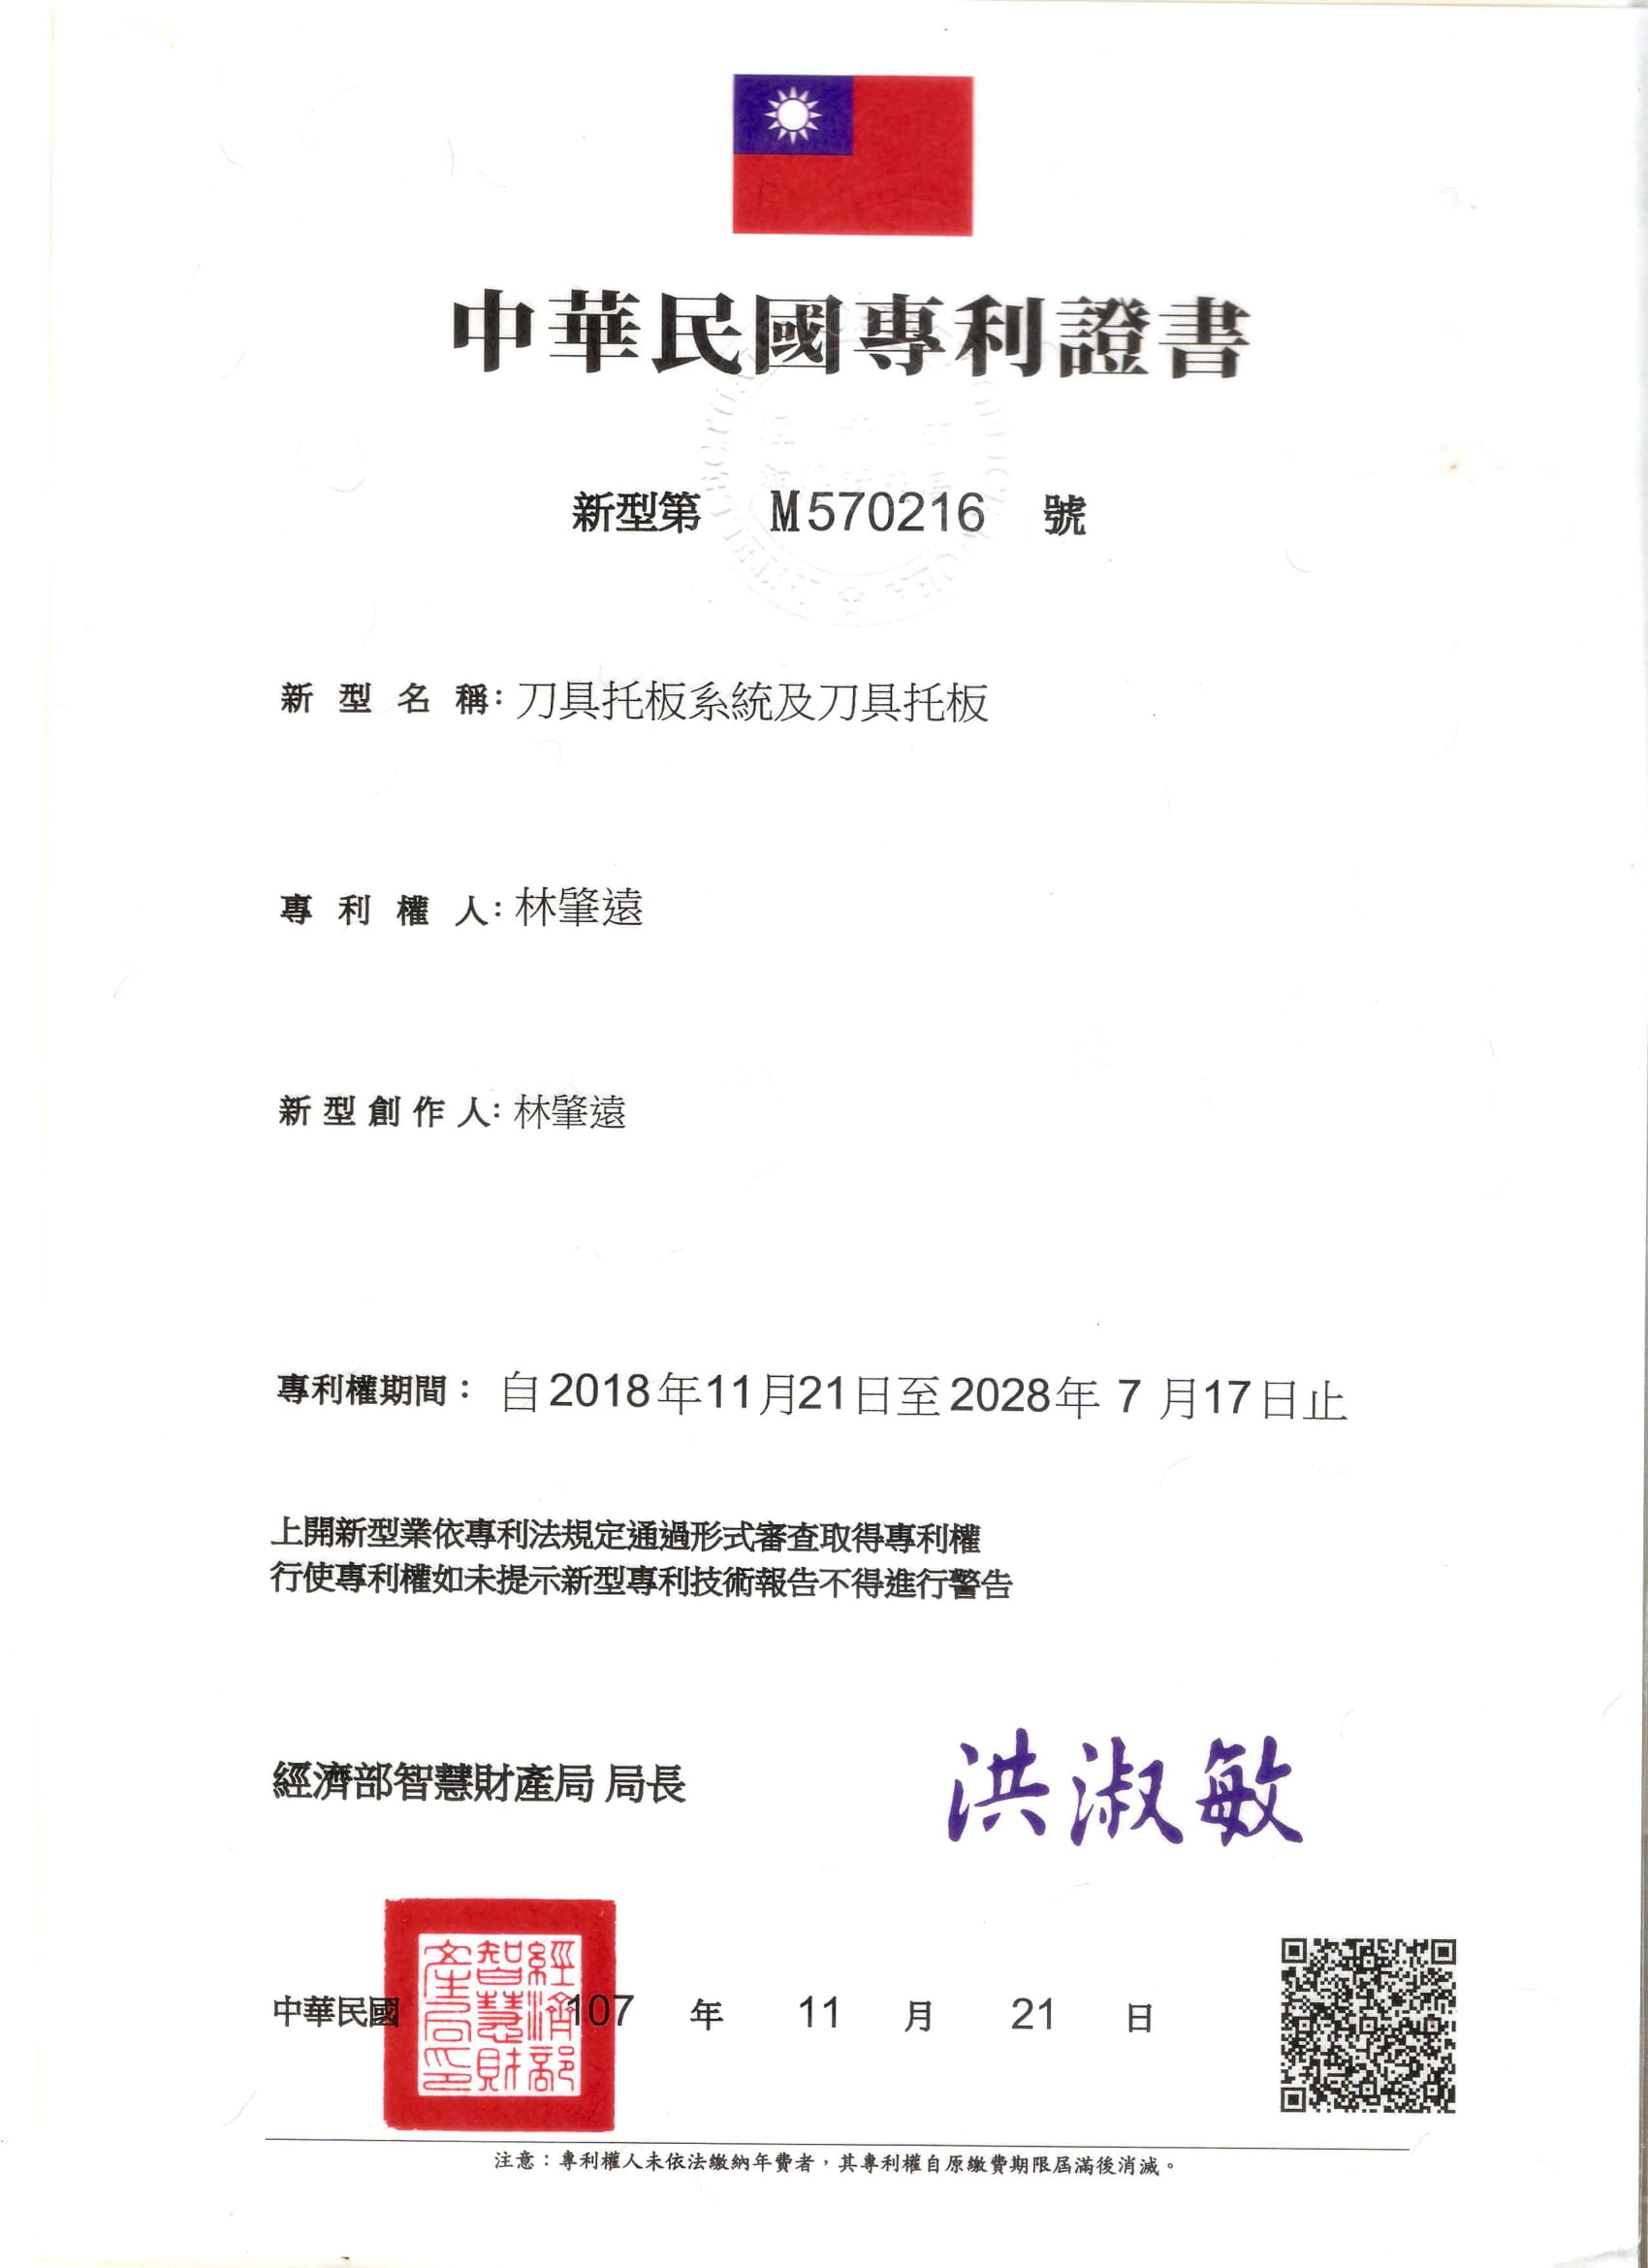 中華民國專利證書
新型第 M570216 號
新型名稱：刀具托板系統及刀具托板
專利權人：林肇遠
新型創作人：林肇遠
專利權期間： 自2018年11月21日至2028年 7 月17日止
上開新型業依專利法規定通過形式審查取得專利權
行使專利權如未提示新型專利技術報告不得進行警告
經濟部智慧財產局 局長 洪淑敏
經濟部智慧財產局印
中華民國 107 年 11 月 21 日
注意：專利權人未依法繳納年費者，其專利權自原繳費期限屆滿後消滅。